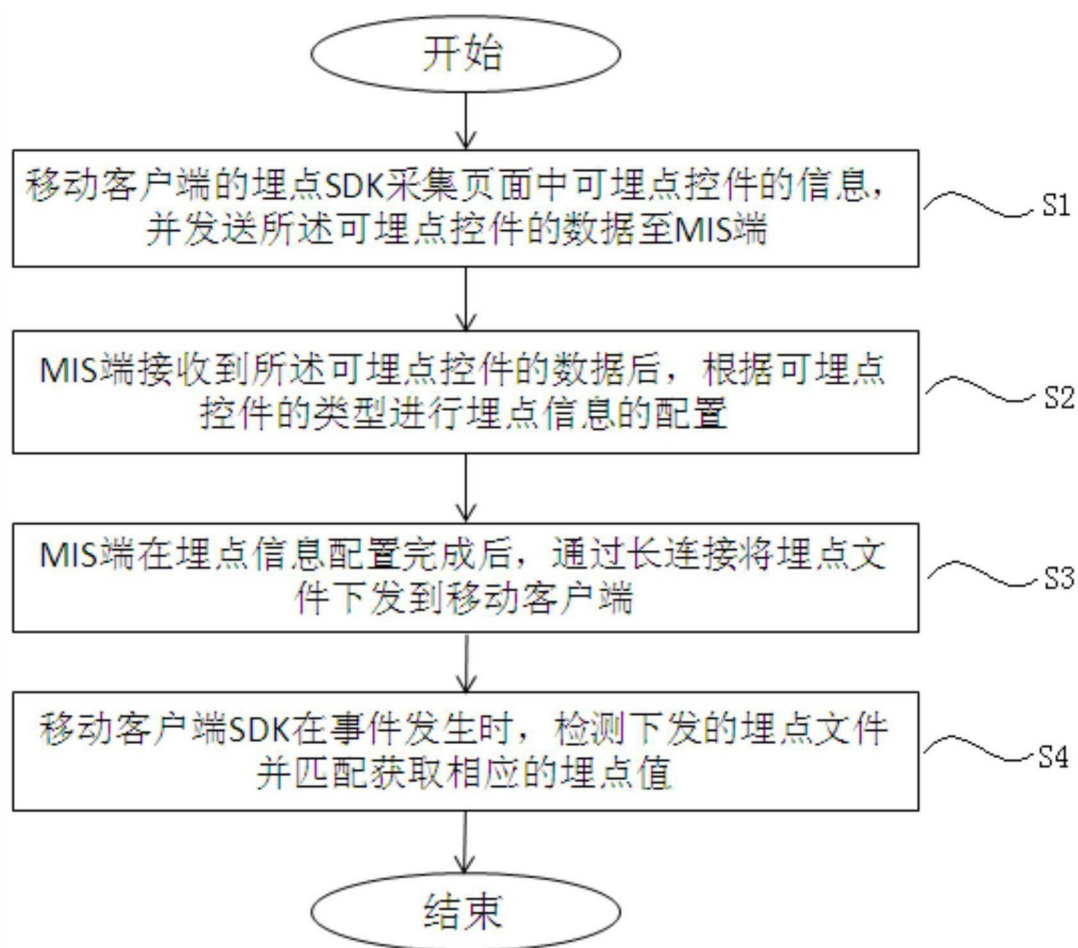 开始
移动客户端的埋点SDK采集页面中可埋点控件的信息，
并发送所述可埋点控件的数据至MIS端
S1
MIS端接收到所述可埋点控件的数据后，根据可埋点
控件的类型进行埋点信息的配置
S2
MIS端在埋点信息配置完成后，通过长连接将埋点文
件下发到移动客户端
S3
移动客户端SDK在事件发生时，检测下发的埋点文件
并匹配获取相应的埋点值
S4
结束